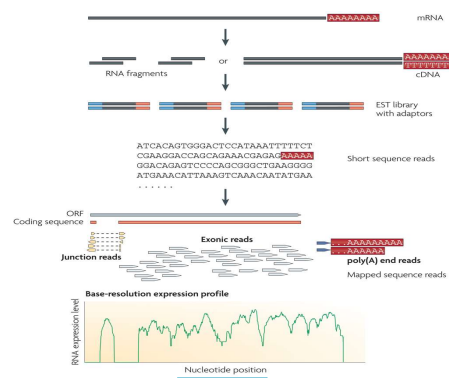 AAAAAAAA mRNA
or
AAAAAAA
TTTTTTT
RNA fragments
cDNA
EST library
with adaptors
ATCACAGTGGGACTCCATAAATTTTTCT
CGAAGGACCAGCAGAAACGAGAGAAAAA
GGACAGAGTCCCCAGCGGGCTGAAGGGG
ATGAAACATTAAAGTCAAACAATATGAA
......
Short sequence reads
ORF
Coding sequence
Junction reads
Exonic reads
...AAAAAAAAA
...AAAAAA
poly(A) end reads
Mapped sequence reads
Base-resolution expression profile
RNA expression level
Nucleotide position